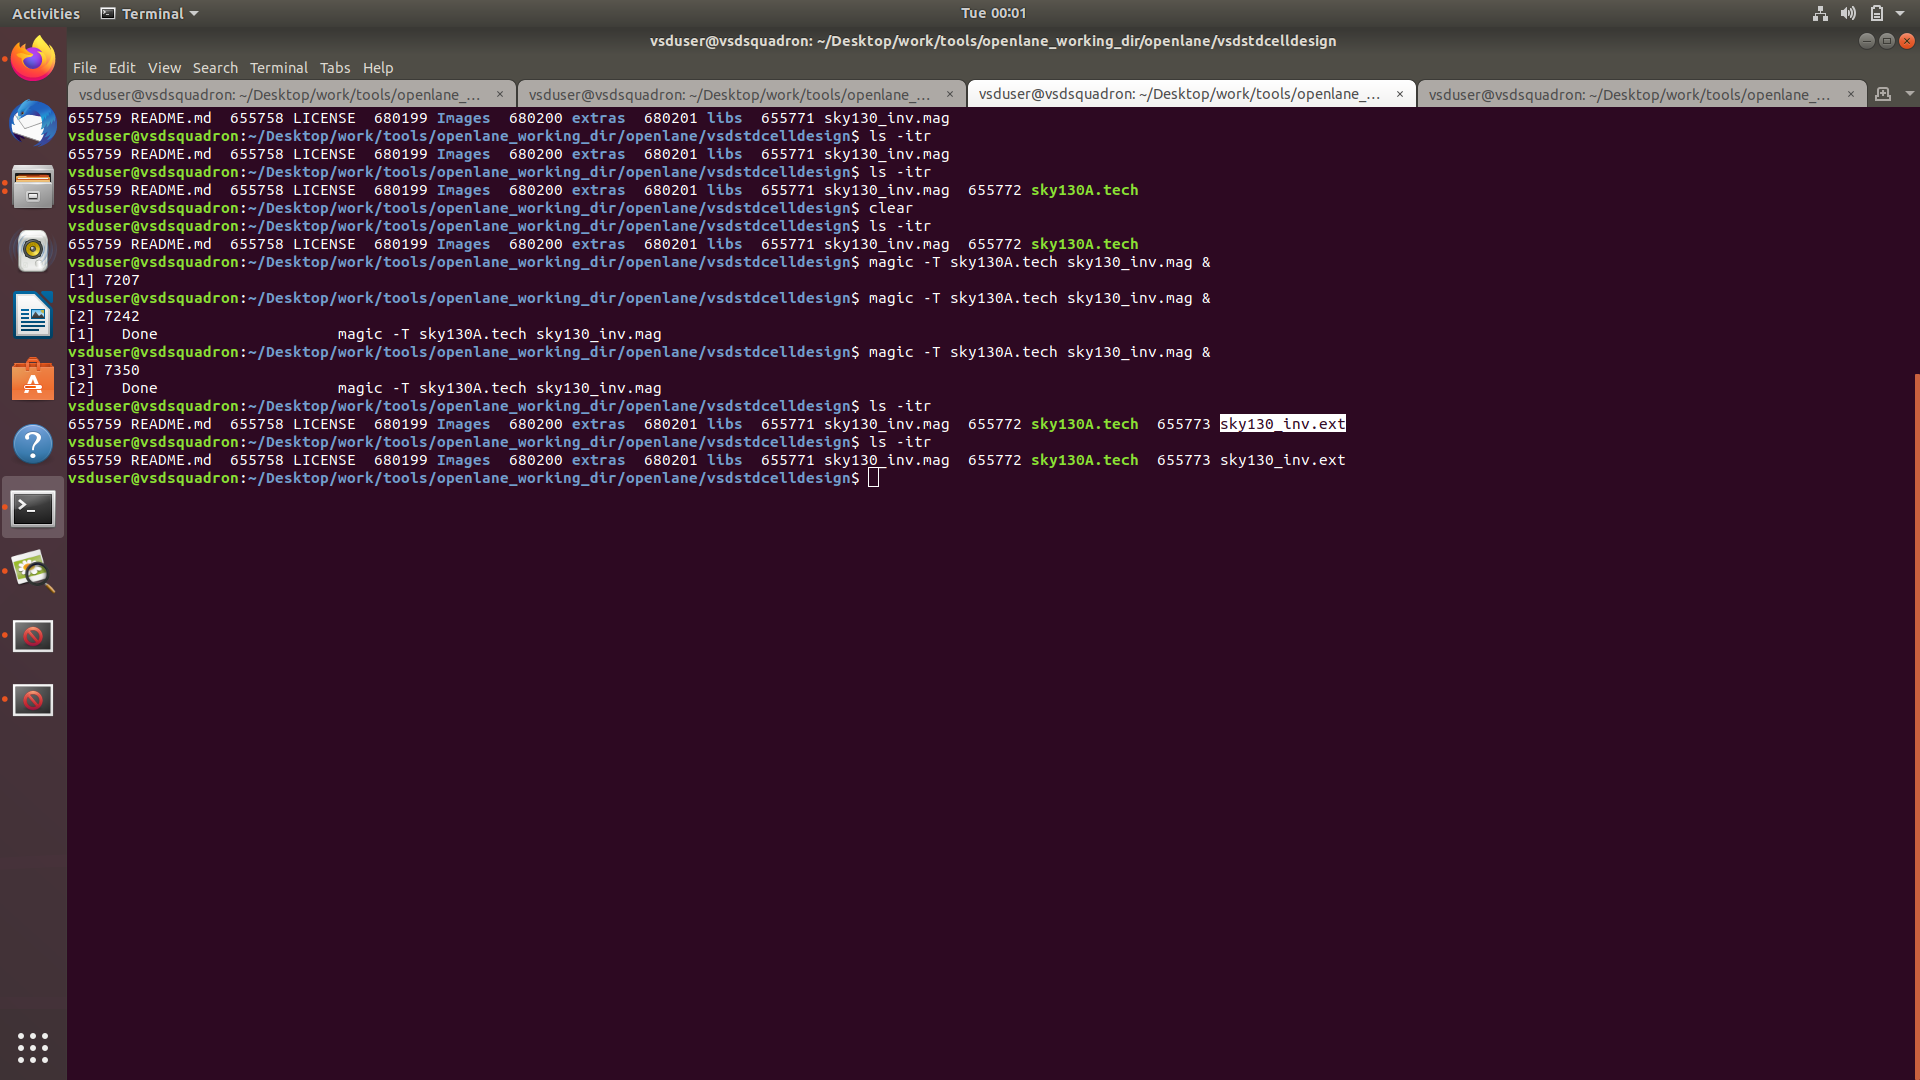 Activities Terminal Tue 00:01
vsduser@vsdsquadron: ~/Desktop/work/tools/openlane_working_dir/openlane/vsdstdcelldesign
File Edit View Search Terminal Tabs Help
vsduser@vsdsquadron: ~/Desktop/work/tools/openlane_... × vsduser@vsdsquadron: ~/Desktop/work/tools/openlane_... × vsduser@vsdsquadron: ~/Desktop/work/tools/openlane_... × vsduser@vsdsquadron: ~/Desktop/work/tools/openlane_... ×
655759 README.md  655758 LICENSE  680199 Images  680200 extras  680201 libs  655771 sky130_inv.mag
vsduser@vsdsquadron:~/Desktop/work/tools/openlane_working_dir/openlane/vsdstdcelldesign$ ls -itr
655759 README.md  655758 LICENSE  680199 Images  680200 extras  680201 libs  655771 sky130_inv.mag
vsduser@vsdsquadron:~/Desktop/work/tools/openlane_working_dir/openlane/vsdstdcelldesign$ ls -itr
655759 README.md  655758 LICENSE  680199 Images  680200 extras  680201 libs  655771 sky130_inv.mag  655772 sky130A.tech
vsduser@vsdsquadron:~/Desktop/work/tools/openlane_working_dir/openlane/vsdstdcelldesign$ clear
vsduser@vsdsquadron:~/Desktop/work/tools/openlane_working_dir/openlane/vsdstdcelldesign$ ls -itr
655759 README.md  655758 LICENSE  680199 Images  680200 extras  680201 libs  655771 sky130_inv.mag  655772 sky130A.tech
vsduser@vsdsquadron:~/Desktop/work/tools/openlane_working_dir/openlane/vsdstdcelldesign$ magic -T sky130A.tech sky130_inv.mag &
[1] 7207
vsduser@vsdsquadron:~/Desktop/work/tools/openlane_working_dir/openlane/vsdstdcelldesign$ magic -T sky130A.tech sky130_inv.mag &
[2] 7242
[1]   Done                    magic -T sky130A.tech sky130_inv.mag
vsduser@vsdsquadron:~/Desktop/work/tools/openlane_working_dir/openlane/vsdstdcelldesign$ magic -T sky130A.tech sky130_inv.mag &
[3] 7350
[2]   Done                    magic -T sky130A.tech sky130_inv.mag
vsduser@vsdsquadron:~/Desktop/work/tools/openlane_working_dir/openlane/vsdstdcelldesign$ ls -itr
655759 README.md  655758 LICENSE  680199 Images  680200 extras  680201 libs  655771 sky130_inv.mag  655772 sky130A.tech  655773 sky130_inv.ext
vsduser@vsdsquadron:~/Desktop/work/tools/openlane_working_dir/openlane/vsdstdcelldesign$ ls -itr
655759 README.md  655758 LICENSE  680199 Images  680200 extras  680201 libs  655771 sky130_inv.mag  655772 sky130A.tech  655773 sky130_inv.ext
vsduser@vsdsquadron:~/Desktop/work/tools/openlane_working_dir/openlane/vsdstdcelldesign$